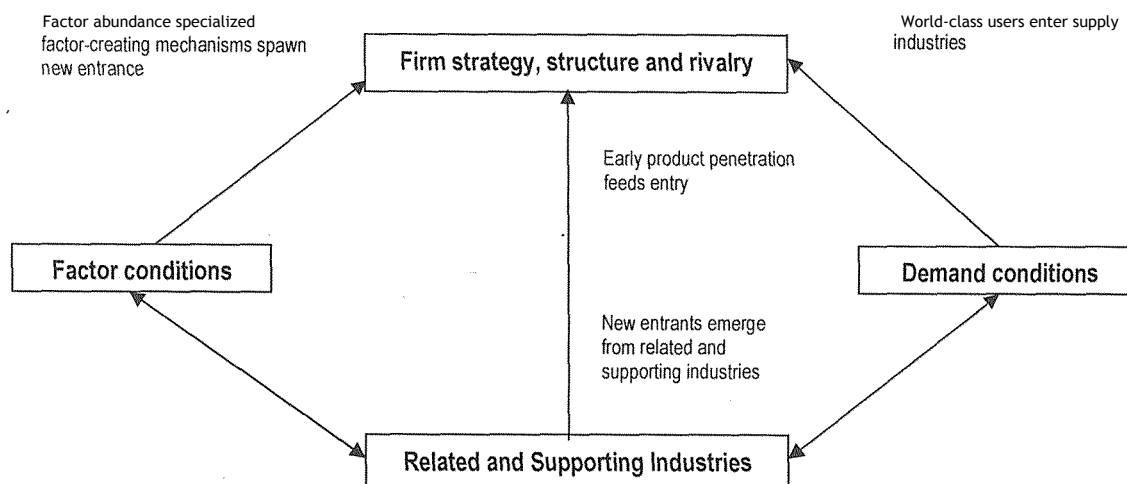 Factor abundance specialized
factor-creating mechanisms spawn
new entrance
World-class users enter supply
industries
Firm strategy, structure and rivalry
Early product penetration
feeds entry
Factor conditions
Demand conditions
New entrants emerge
from related and
supporting industries
Related and Supporting Industries